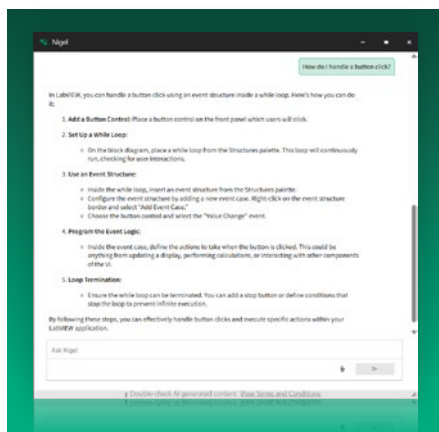 Nigel
How do I handle a button click?
In LabVIEW, you can handle a button click using an event structure inside a while loop. Here's how you can do
it:
1. Add a Button Control: Place a button control on the front panel which users will click.
2. Set Up a While Loop:
On the block diagram, place a while loop from the Structures palette. This loop will continuously
run, checking for user interactions.
3. Use an Event Structure:
Inside the while loop, insert an event structure from the Structures palette.
Configure the event structure by adding a new event case. Right-click on the event structure
border and select "Add Event Case."
Choose the button control and select the "Value Change" event.
4. Program the Event Logic:
Inside the event case, define the actions to take when the button is clicked. This could be
anything from updating a display, performing calculations, or interacting with other components
of the VI.
5. Loop Termination:
Ensure the while loop can be terminated. You can add a stop button or define conditions that
stop the loop to prevent infinite execution.
By following these steps, you can effectively handle button clicks and execute specific actions within your
LabVIEW application.
Ask Nigel
Double-check AI-generated content. View Terms and Conditions